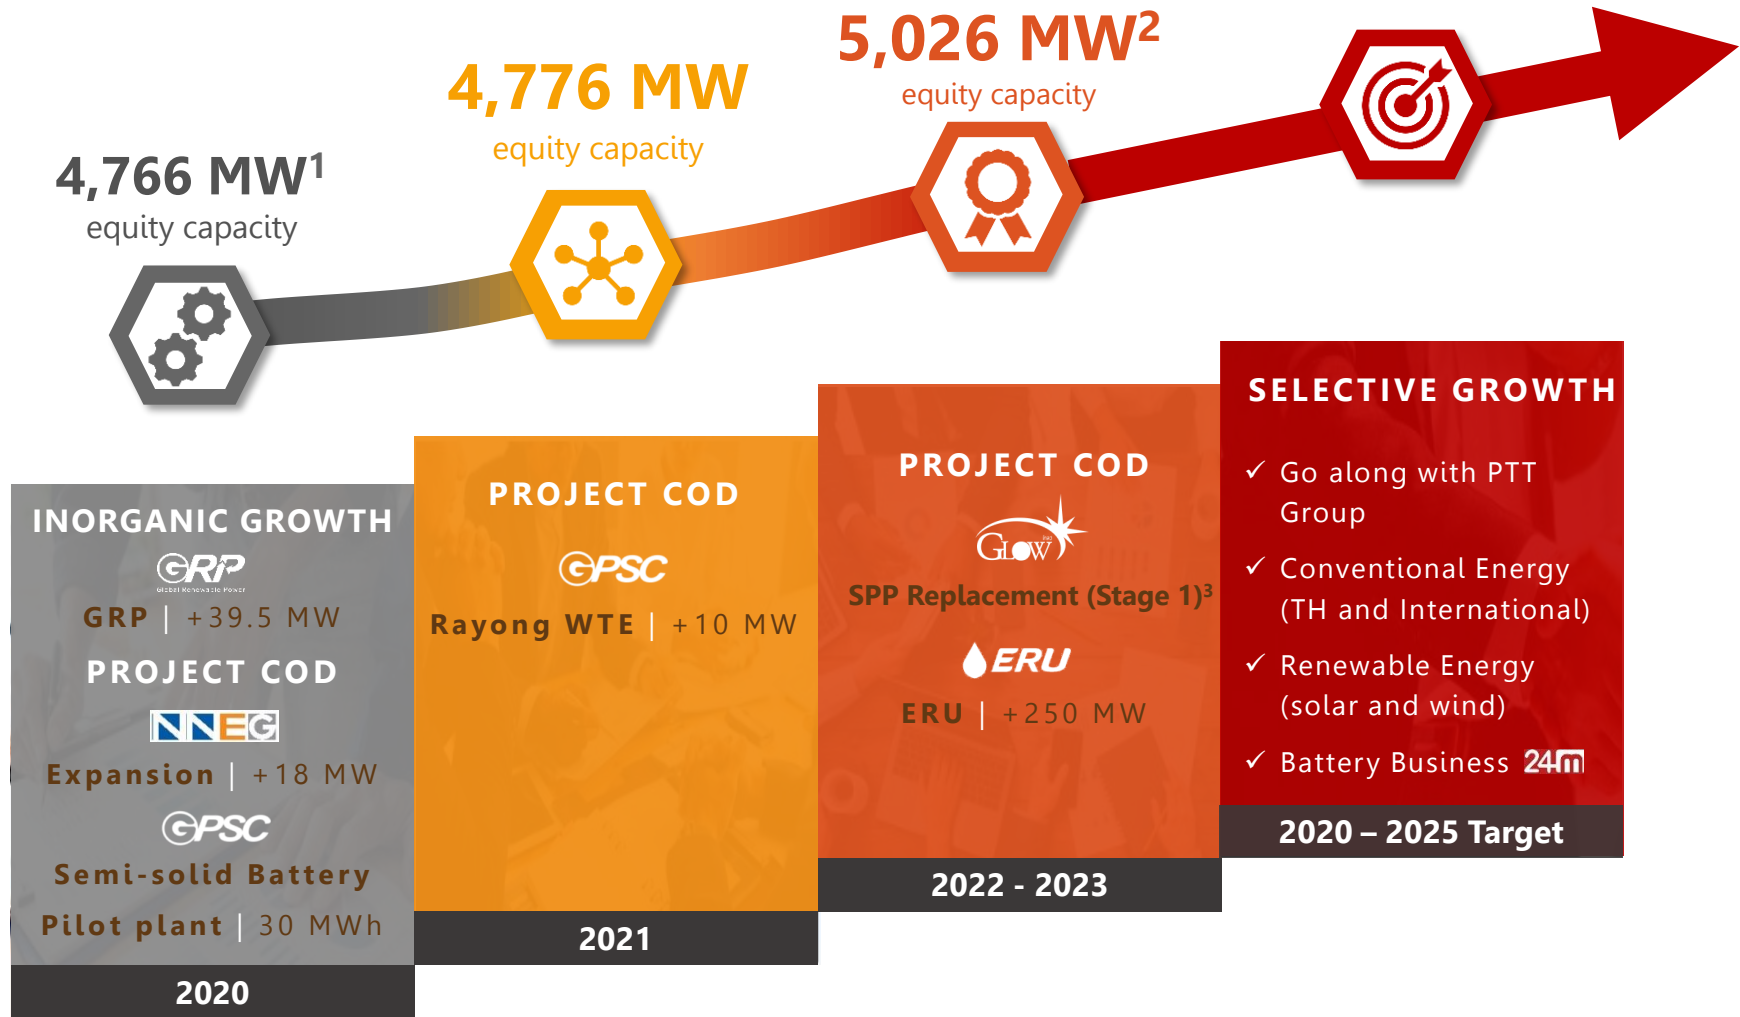 4,766 MW1
equity capacity
4,776 MW
equity capacity
5,026 MW2
equity capacity
INORGANIC GROWTH
GRP
Global Renewable Power
GRP | +39.5 MW
PROJECT COD
NNEG
Expansion | +18 MW
GPSC
Semi-solid Battery
Pilot plant | 30 MWh
2020
PROJECT COD
GPSC
Rayong WTE | +10 MW
2021
PROJECT COD
GLOW
SPP Replacement (Stage 1)3
ERU
ERU | +250 MW
2022 - 2023
SELECTIVE GROWTH
✓ Go along with PTT
Group
✓ Conventional Energy
(TH and International)
✓ Renewable Energy
(solar and wind)
✓ Battery Business 24m
2020 – 2025 Target